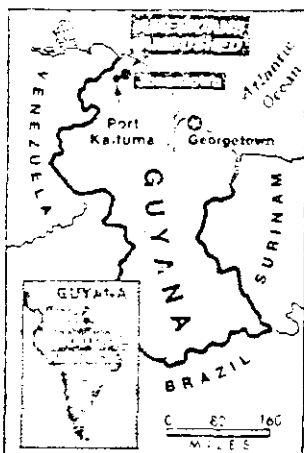 Atlantic
Ocean
VENEZUELA
Port
Kaituma
Georgetown
GUYANA
SURINAM
GUYANA
BRAZIL
0 80 160
MILES